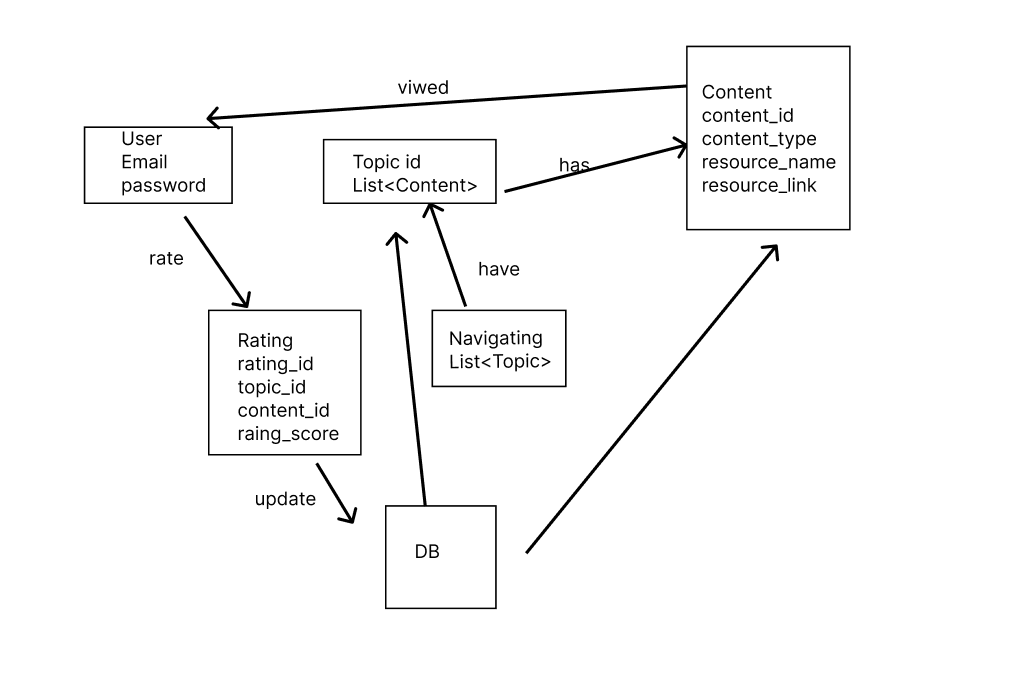 viwed
Content
content_id
content_type
resource_name
resource_link
User
Email
password
Topic id
List<Content>
has
rate
have
Rating
rating_id
topic_id
content_id
raing_score
Navigating
List<Topic>
update
DB